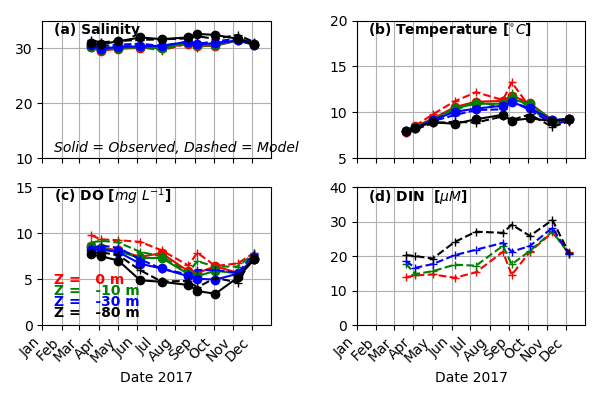 (a) Salinity
(b) Temperature [°C]
30
20
10
20
15
10
5
Solid = Observed, Dashed = Model
(c) DO [mg L⁻¹]
(d) DIN [μM]
15
10
5
0
40
30
20
10
0
Z = 0 m
Z = -10 m
Z = -30 m
Z = -80 m
Jan Feb Mar Apr May Jun Jul Aug Sep Oct Nov Dec
Jan Feb Mar Apr May Jun Jul Aug Sep Oct Nov Dec
Date 2017
Date 2017